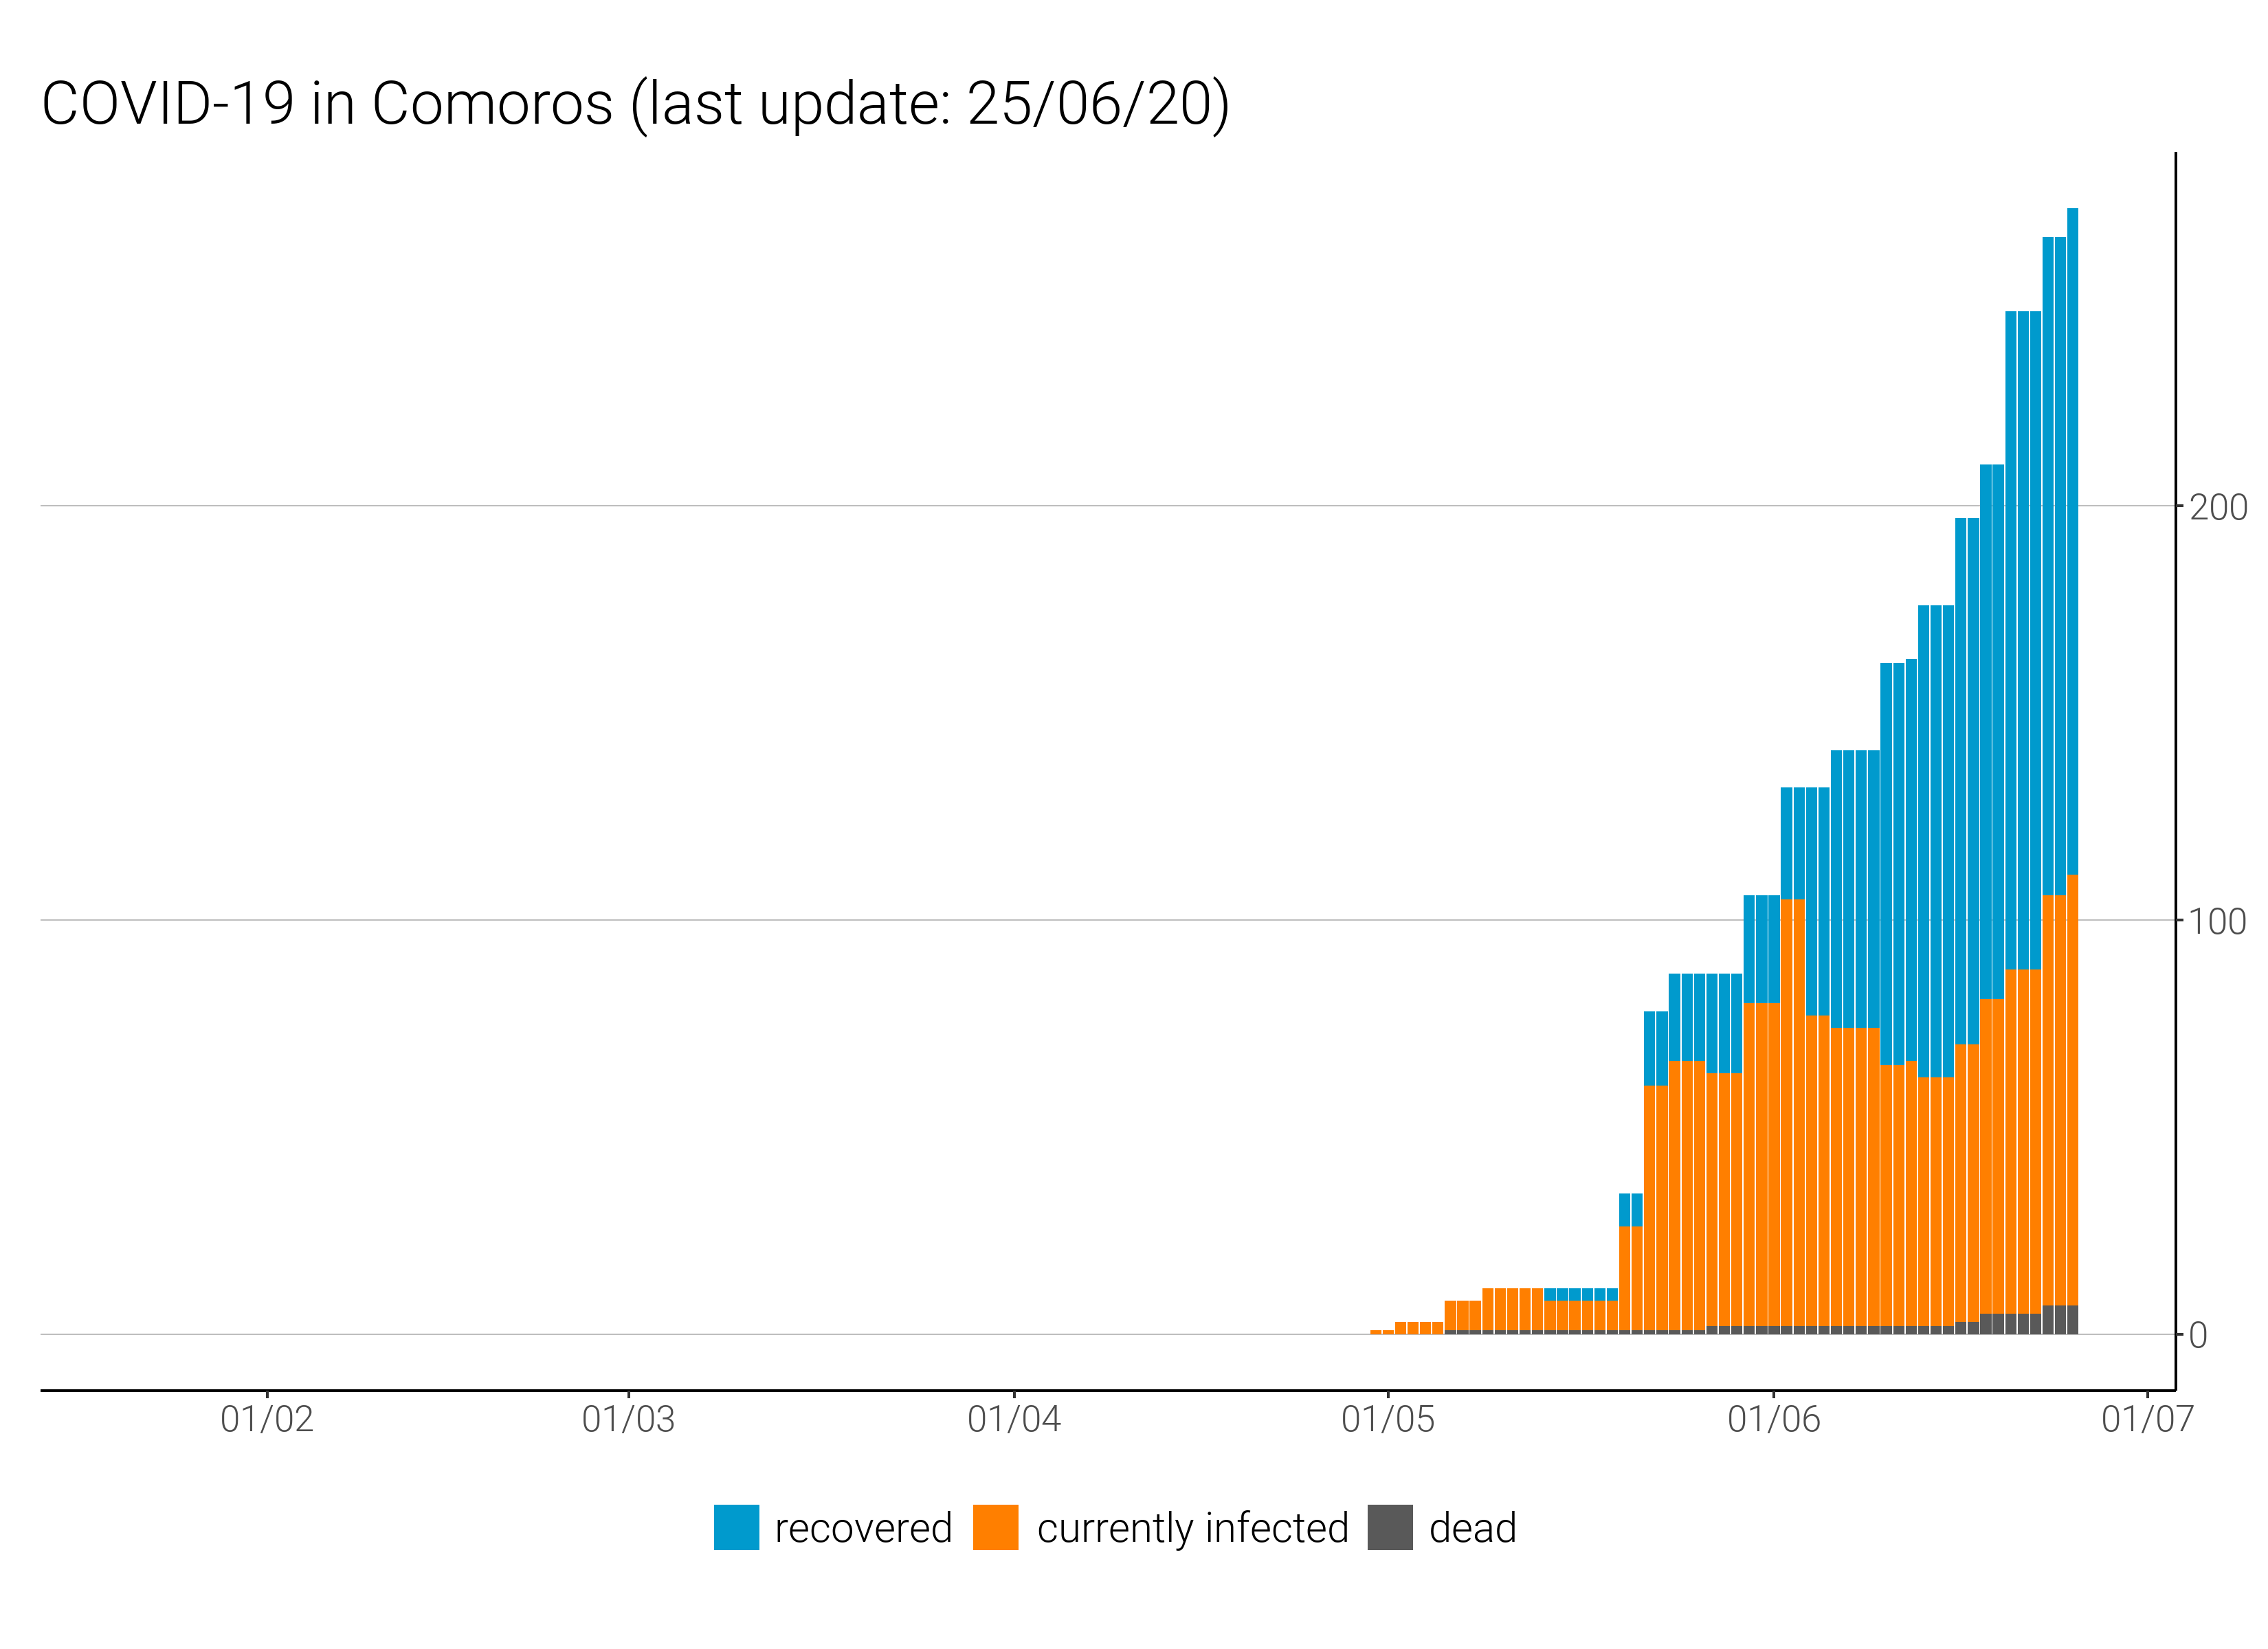 COVID-19 in Comoros (last update: 25/06/20)
200
100
0
01/02 01/03 01/04 01/05 01/06 01/07
recovered currently infected dead